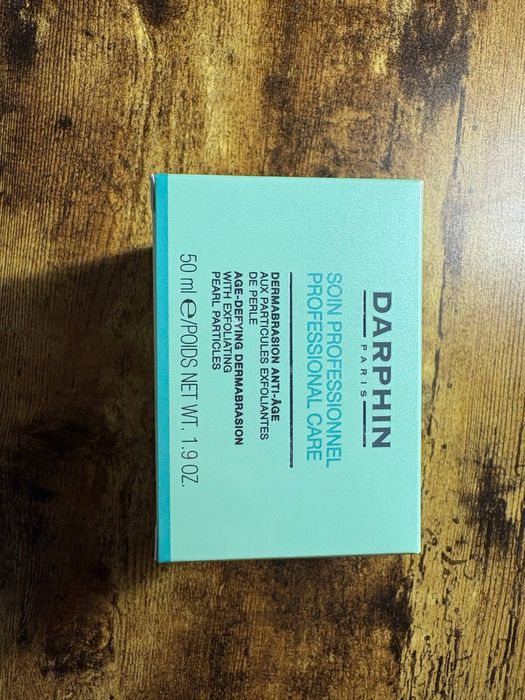 DARPHIN
PARIS
SOIN PROFESSIONNEL
PROFESSIONAL CARE
DERMABRASION ANTI-ÂGE
AUX PARTICULES EXFOLIANTES
DE PERLE
AGE-DEFYING DERMABRASION
WITH EXFOLIATING
PEARL PARTICLES
50 ml ℮/POIDS NET WT. 1.9 OZ.